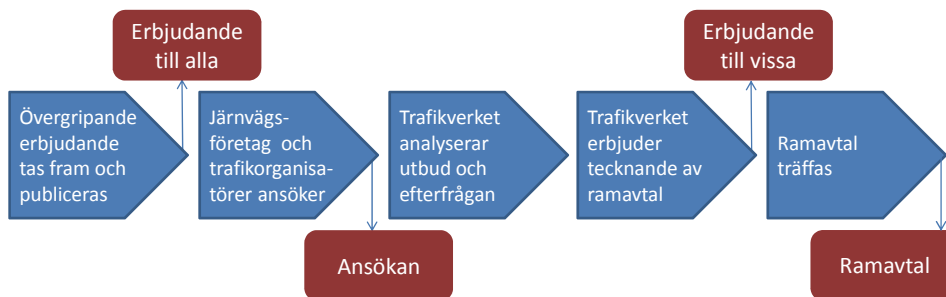 Erbjudande
till alla
Erbjudande
till vissa
Övergripande
erbjudande
tas fram och
publiceras
Järnvägs-
företag och
trafikorganisa-
törer ansöker
Trafikverket
analyserar
utbud och
efterfrågan
Trafikverket
erbjuder
tecknande av
ramavtal
Ramavtal
träffas
Ansökan
Ramavtal